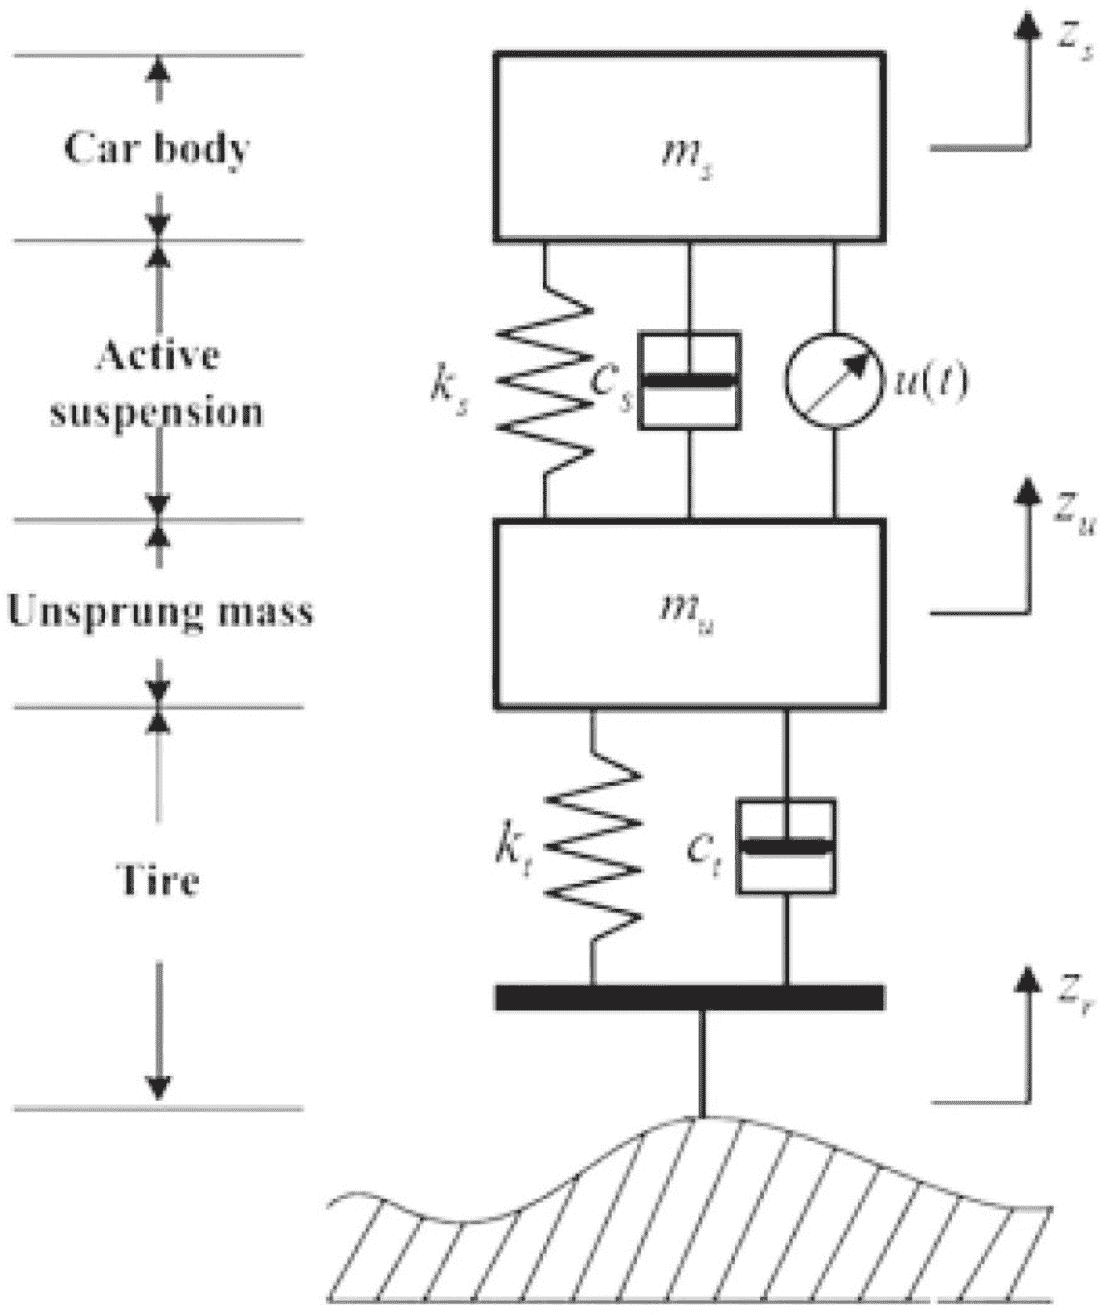 z_s
Car body
m_s
Active
suspension
k_s
c_s
u(t)
z_u
Unsprung mass
m_u
Tire
k_t
c_t
z_r